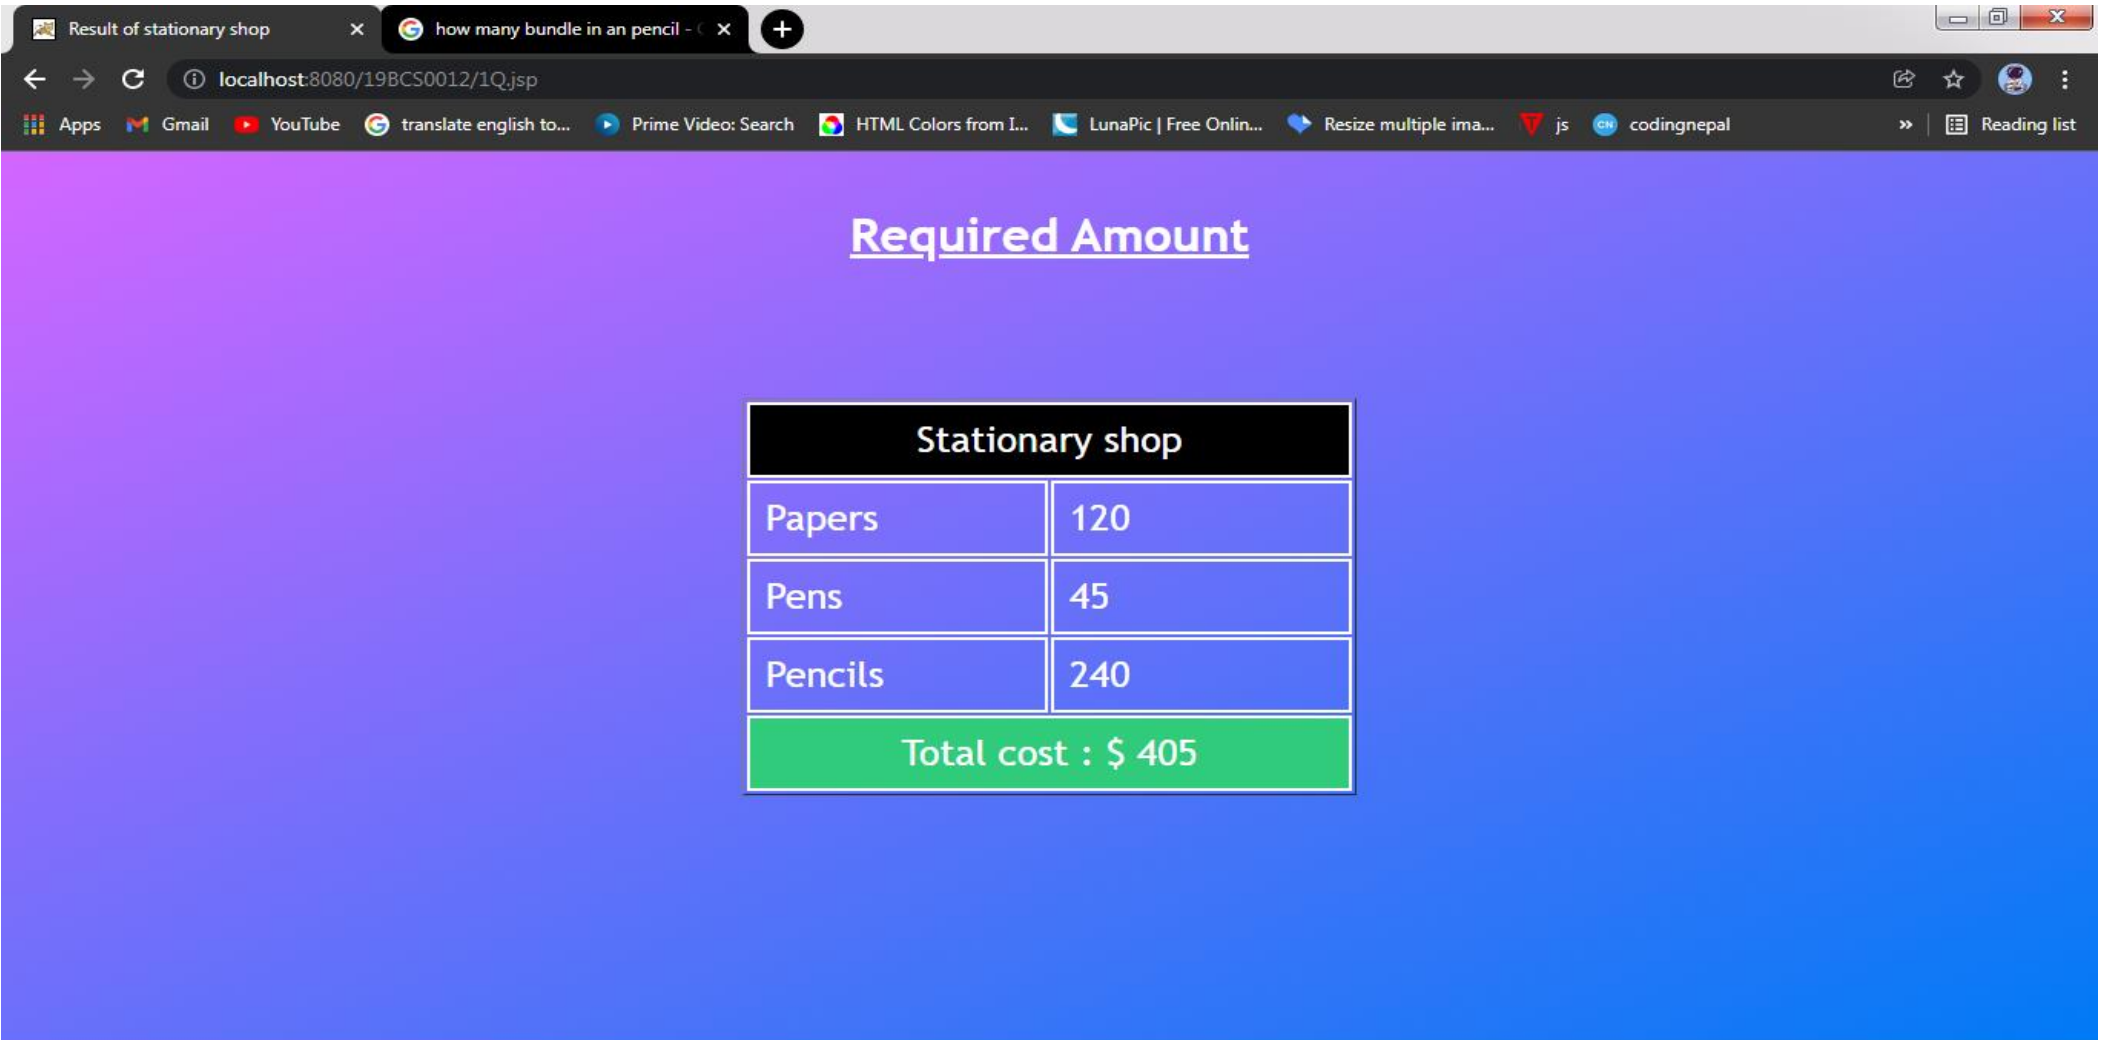 Result of stationary shop
how many bundle in an pencil -
localhost:8080/19BCS0012/1Q.jsp
Apps Gmail YouTube translate english to... Prime Video: Search HTML Colors from I... LunaPic | Free Onlin... Resize multiple ima... js CN codingnepal » Reading list
Required Amount
Stationary shop
Papers 120
Pens 45
Pencils 240
Total cost : $ 405